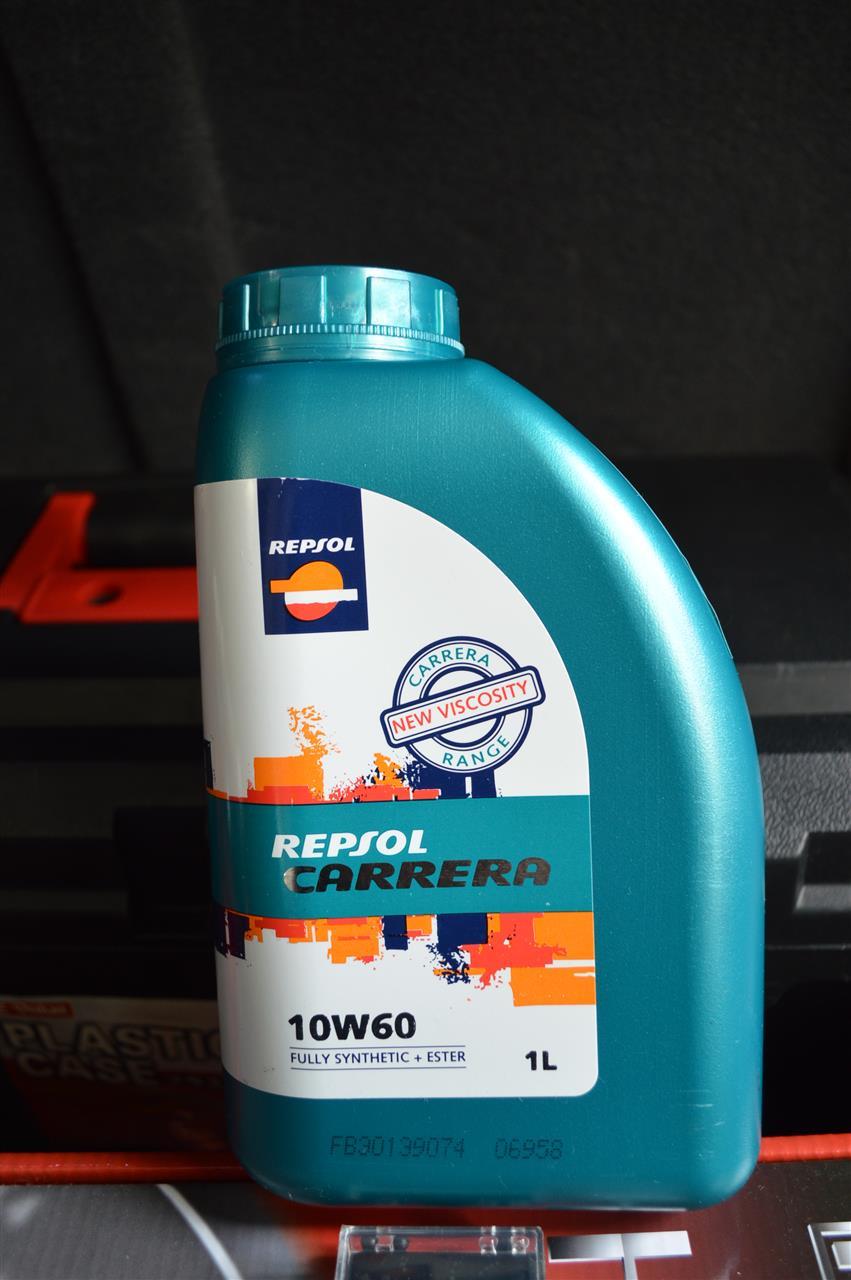 REPSOL
CARRERA
NEW VISCOSITY
RANGE
REPSOL
CARRERA
10W60
FULLY SYNTHETIC + ESTER
1L
FB30139074 06958
PLASTIC
CASE